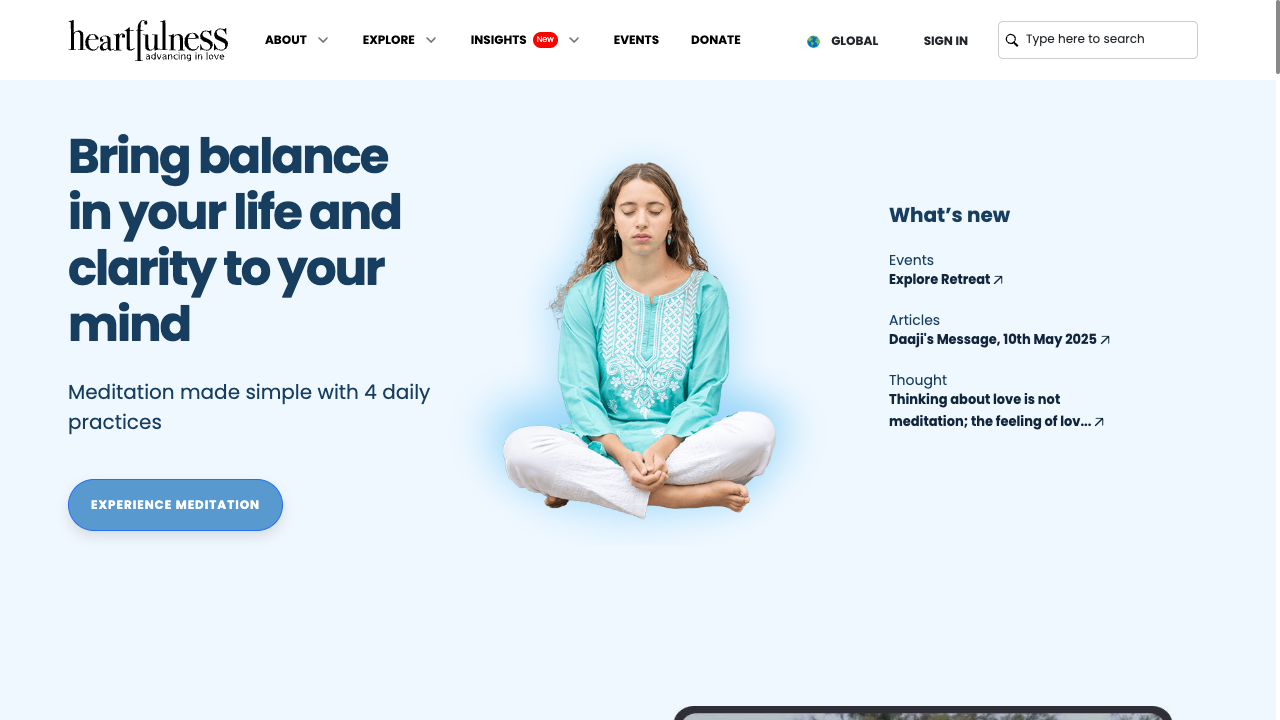 heartfulness
advancing in love
ABOUT
EXPLORE
INSIGHTS New
EVENTS
DONATE
GLOBAL
SIGN IN
Type here to search
Bring balance
in your life and
clarity to your
mind
Meditation made simple with 4 daily
practices
EXPERIENCE MEDITATION
What's new
Events
Explore Retreat
Articles
Daaji's Message, 10th May 2025
Thought
Thinking about love is not
meditation; the feeling of lov...